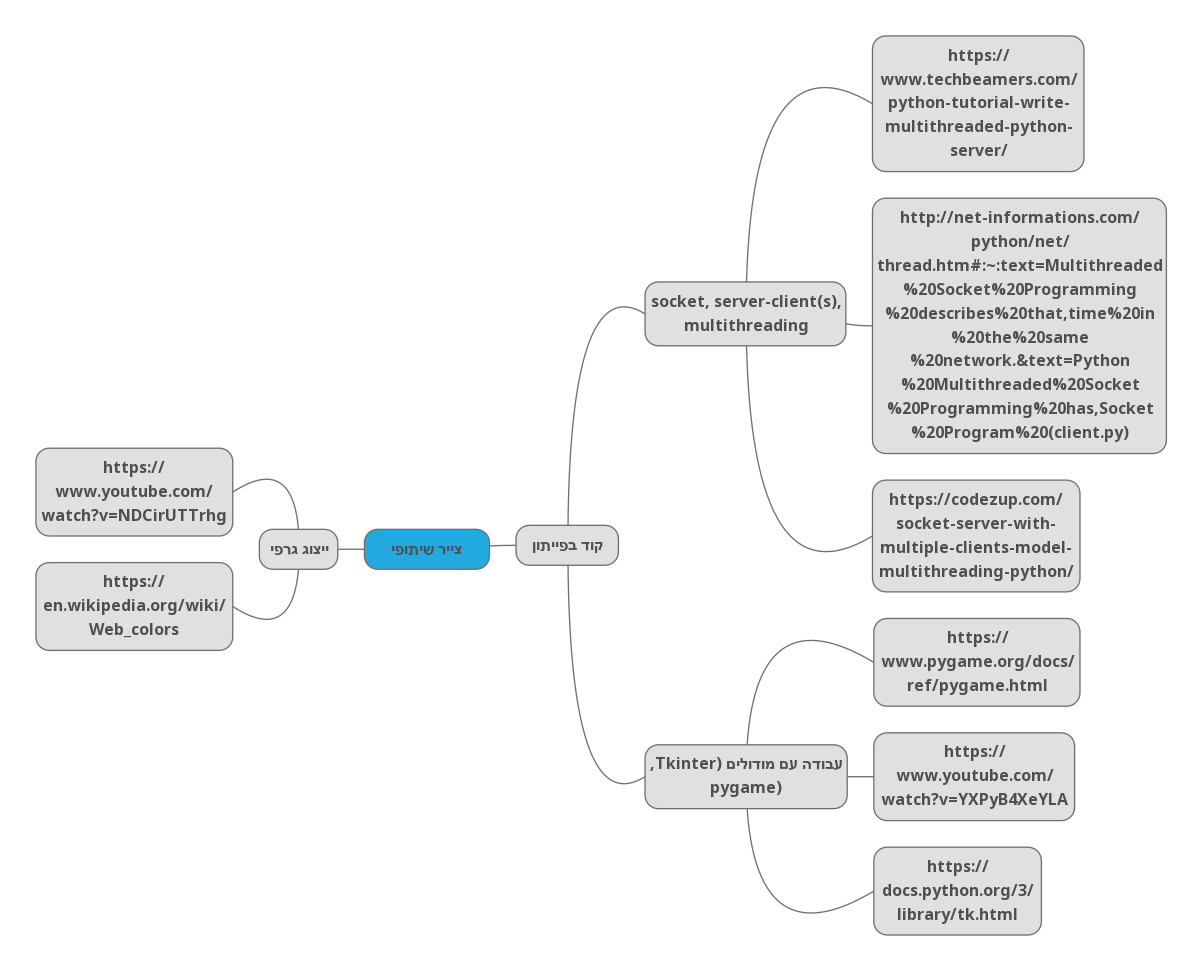 https://
www.techbeamers.com/
python-tutorial-write-
multithreaded-python-
server/
http://net-informations.com/
python/net/
thread.htm#:~:text=Multithreaded
%20Socket%20Programming
%20describes%20that,time%20in
%20the%20same
%20network.&text=Python
%20Multithreaded%20Socket
%20Programming%20has,Socket
%20Program%20(client.py)
socket, server-client(s),
multithreading
https://codezup.com/
socket-server-with-
multiple-clients-model-
multithreading-python/
https://
www.youtube.com/
watch?v=NDCirUTTrhg
ייצוג גרפי
צייר שיתופי
קוד בפייתון
https://
en.wikipedia.org/wiki/
Web_colors
https://
www.pygame.org/docs/
ref/pygame.html
עבודה עם מודולים (Tkinter,
pygame)
https://
www.youtube.com/
watch?v=YXPyB4XeYLA
https://
docs.python.org/3/
library/tk.html